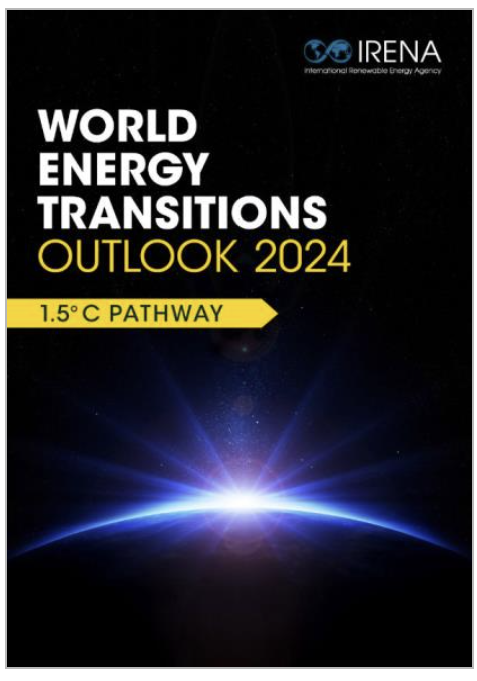 IRENA
International Renewable Energy Agency
WORLD
ENERGY
TRANSITIONS
OUTLOOK 2024
1.5° C PATHWAY